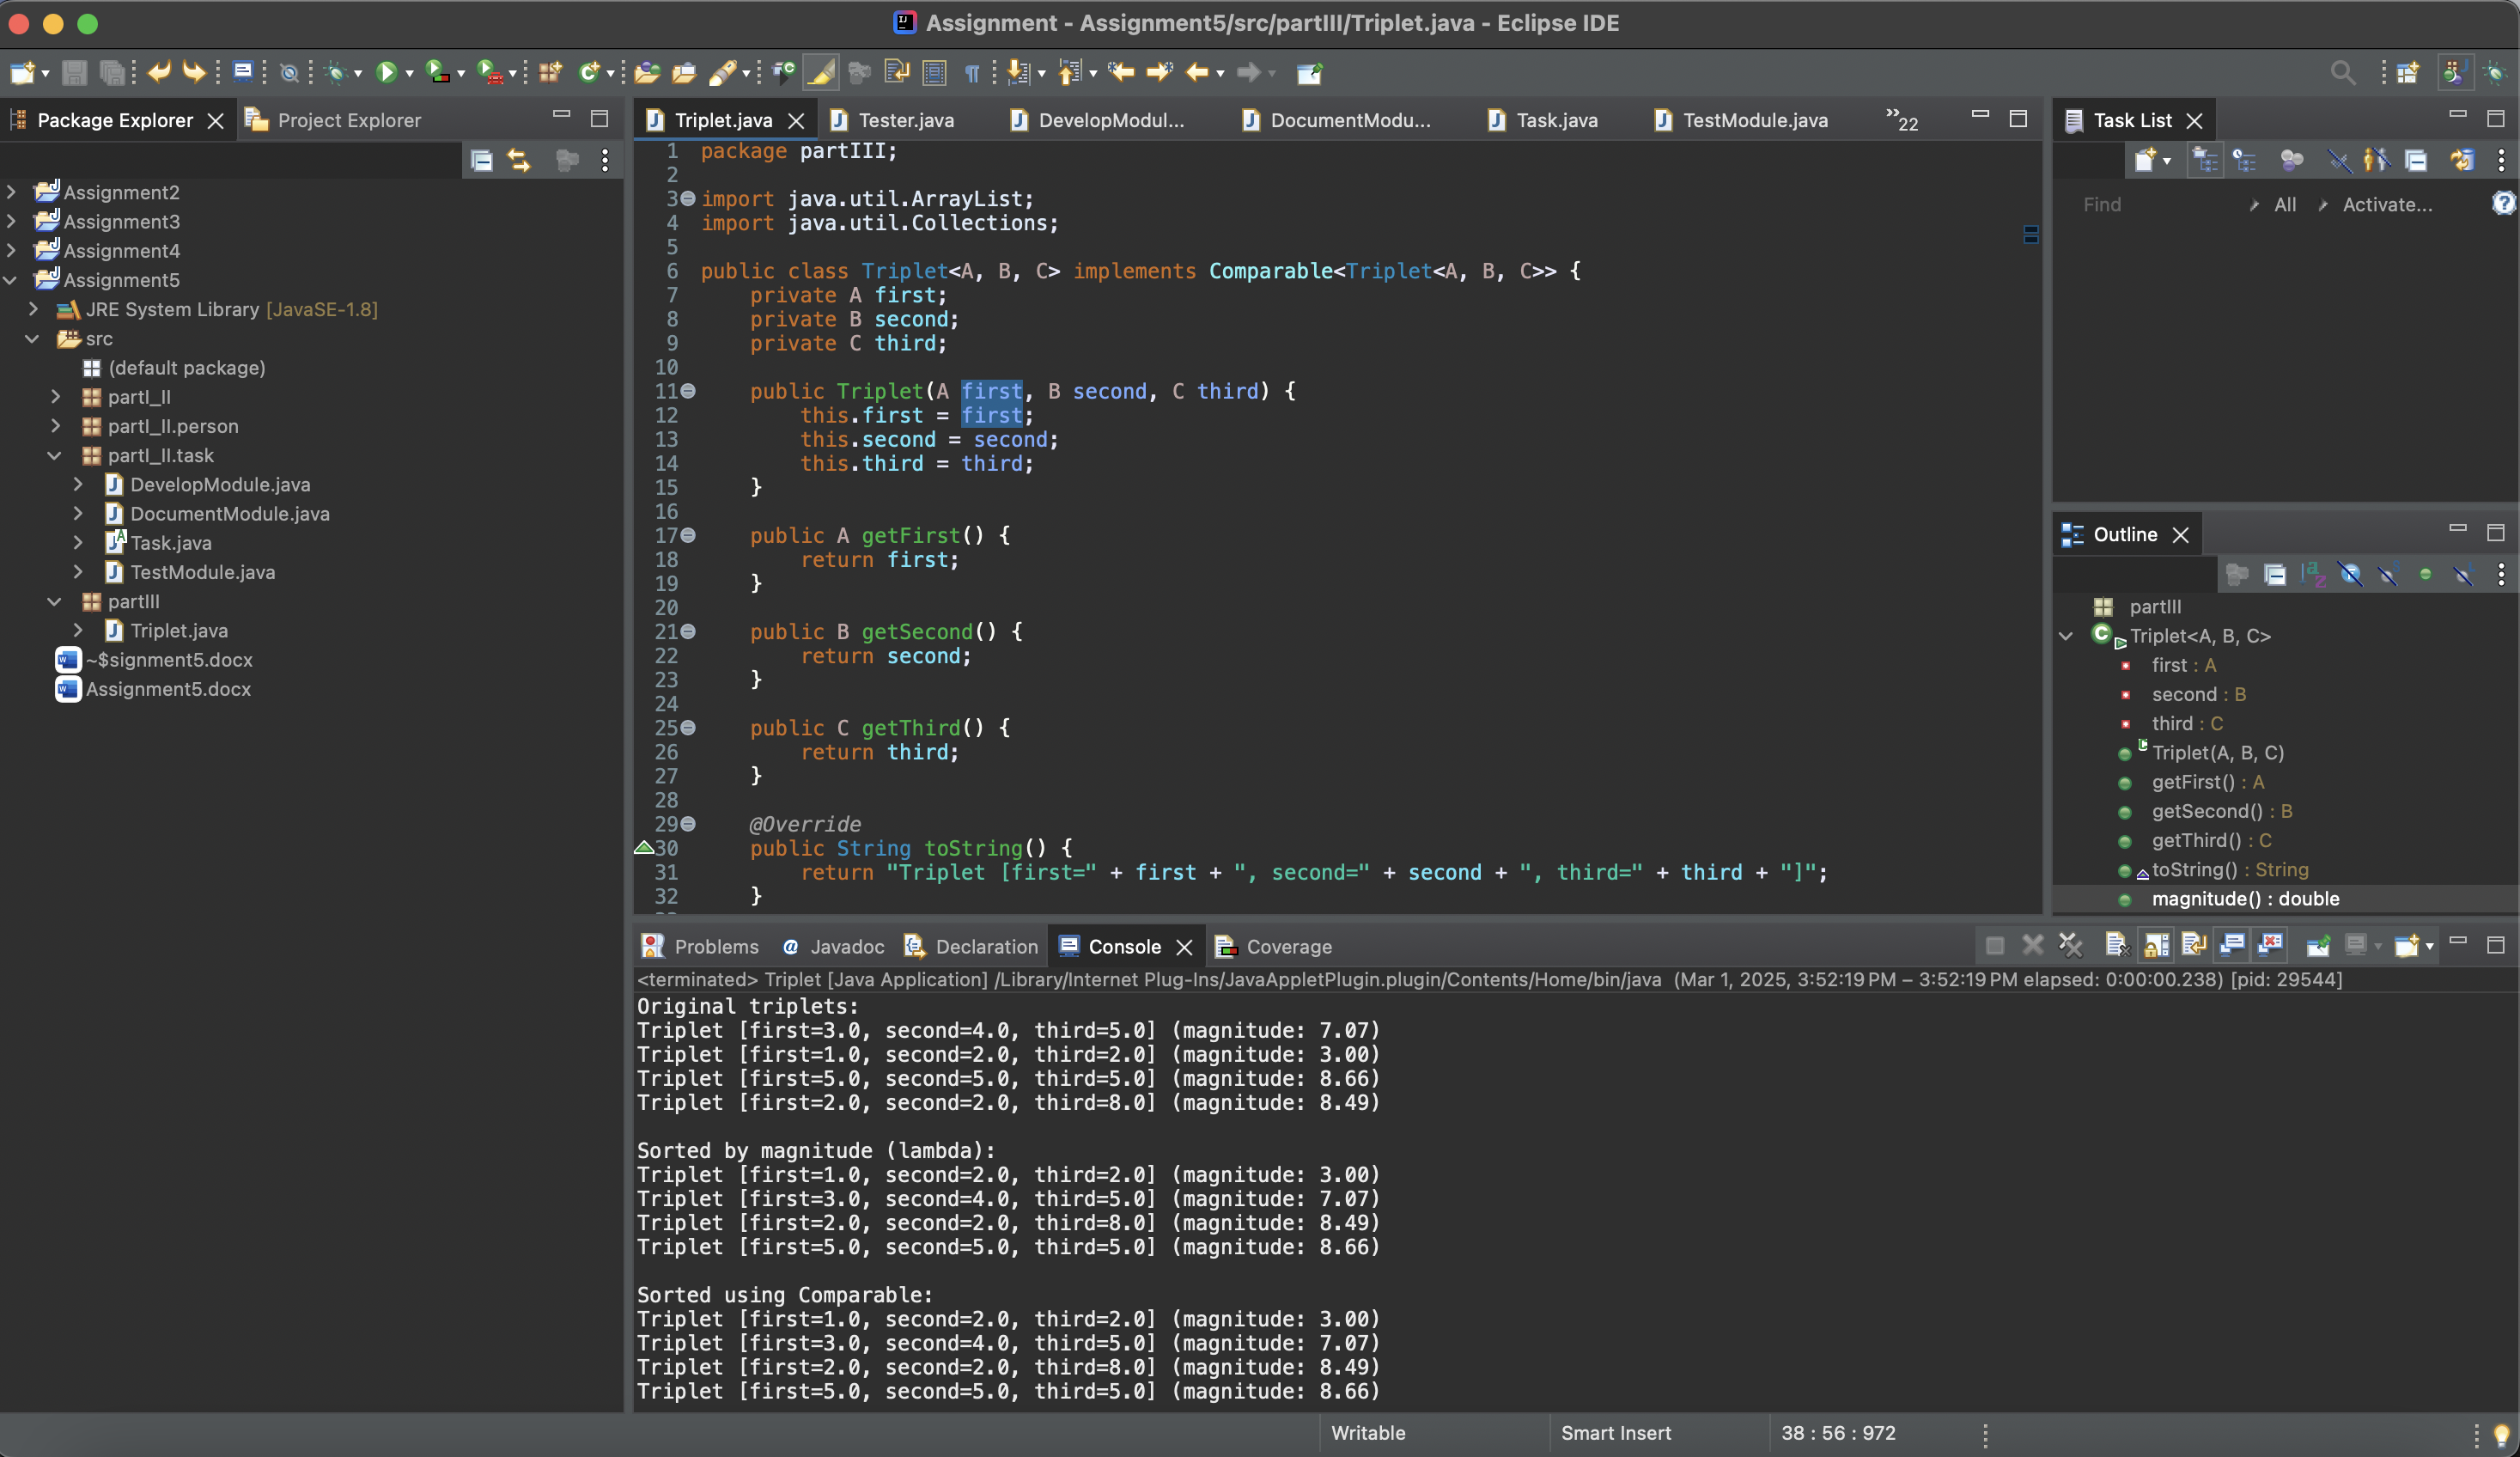 Assignment - Assignment5/src/partIII/Triplet.java - Eclipse IDE
Package Explorer
Project Explorer
Assignment2
Assignment3
Assignment4
Assignment5
JRE System Library [JavaSE-1.8]
src
(default package)
partI_II
partI_II.person
partI_II.task
DevelopModule.java
DocumentModule.java
Task.java
TestModule.java
partIII
Triplet.java
~$signment5.docx
Assignment5.docx
Triplet.java
Tester.java
DevelopModul...
DocumentModu...
Task.java
TestModule.java
»22
1 package partIII;
2
3 import java.util.ArrayList;
4 import java.util.Collections;
5
6 public class Triplet<A, B, C> implements Comparable<Triplet<A, B, C>> {
7 private A first;
8 private B second;
9 private C third;
10
11 public Triplet(A first, B second, C third) {
12 this.first = first;
13 this.second = second;
14 this.third = third;
15 }
16
17 public A getFirst() {
18 return first;
19 }
20
21 public B getSecond() {
22 return second;
23 }
24
25 public C getThird() {
26 return third;
27 }
28
29 @Override
30 public String toString() {
31 return "Triplet [first=" + first + ", second=" + second + ", third=" + third + "]";
32 }
Task List
Find
All
Activate...
Outline
partIII
Triplet<A, B, C>
first : A
second : B
third : C
Triplet(A, B, C)
getFirst() : A
getSecond() : B
getThird() : C
toString() : String
magnitude() : double
Problems
Javadoc
Declaration
Console
Coverage
<terminated> Triplet [Java Application] /Library/Internet Plug-Ins/JavaAppletPlugin.plugin/Contents/Home/bin/java (Mar 1, 2025, 3:52:19 PM – 3:52:19 PM elapsed: 0:00:00.238) [pid: 29544]
Original triplets:
Triplet [first=3.0, second=4.0, third=5.0] (magnitude: 7.07)
Triplet [first=1.0, second=2.0, third=2.0] (magnitude: 3.00)
Triplet [first=5.0, second=5.0, third=5.0] (magnitude: 8.66)
Triplet [first=2.0, second=2.0, third=8.0] (magnitude: 8.49)
Sorted by magnitude (lambda):
Triplet [first=1.0, second=2.0, third=2.0] (magnitude: 3.00)
Triplet [first=3.0, second=4.0, third=5.0] (magnitude: 7.07)
Triplet [first=2.0, second=2.0, third=8.0] (magnitude: 8.49)
Triplet [first=5.0, second=5.0, third=5.0] (magnitude: 8.66)
Sorted using Comparable:
Triplet [first=1.0, second=2.0, third=2.0] (magnitude: 3.00)
Triplet [first=3.0, second=4.0, third=5.0] (magnitude: 7.07)
Triplet [first=2.0, second=2.0, third=8.0] (magnitude: 8.49)
Triplet [first=5.0, second=5.0, third=5.0] (magnitude: 8.66)
Writable
Smart Insert
38 : 56 : 972